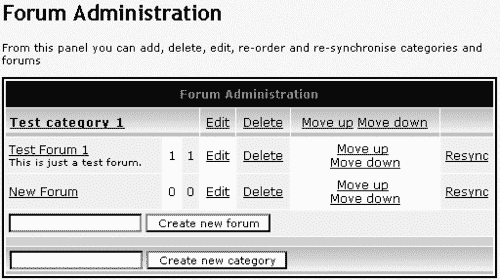 Forum Administration
From this panel you can add, delete, edit, re-order and re-synchronise categories and
forums
Forum Administration
Test category 1 Edit Delete Move up Move down
Test Forum 1 1 1 Edit Delete Move up Resync
This is just a test forum. Move down
New Forum 0 0 Edit Delete Move up Resync
Move down
Create new forum
Create new category